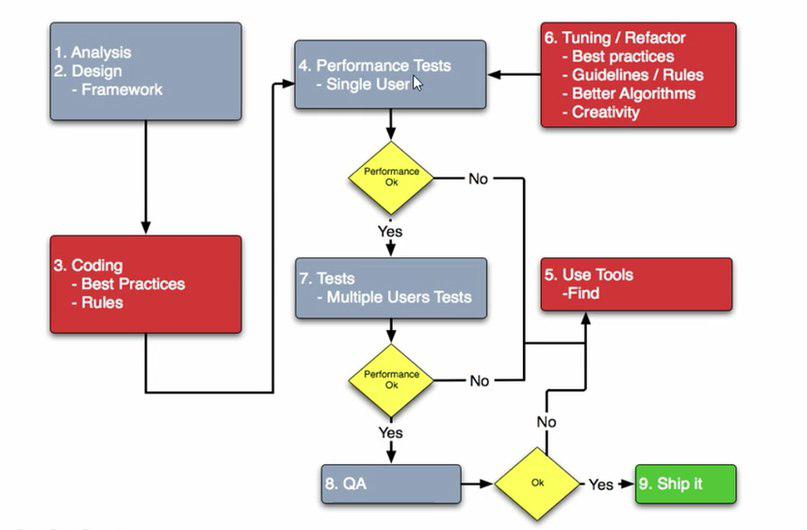 1. Analysis
2. Design
- Framework
3. Coding
- Best Practices
- Rules
4. Performance Tests
- Single User
Performance
Ok
No
Yes
7. Tests
- Multiple Users Tests
Performance
Ok
No
Yes
8. QA
Ok
No
Yes
9. Ship it
5. Use Tools
-Find
6. Tuning / Refactor
- Best practices
- Guidelines / Rules
- Better Algorithms
- Creativity